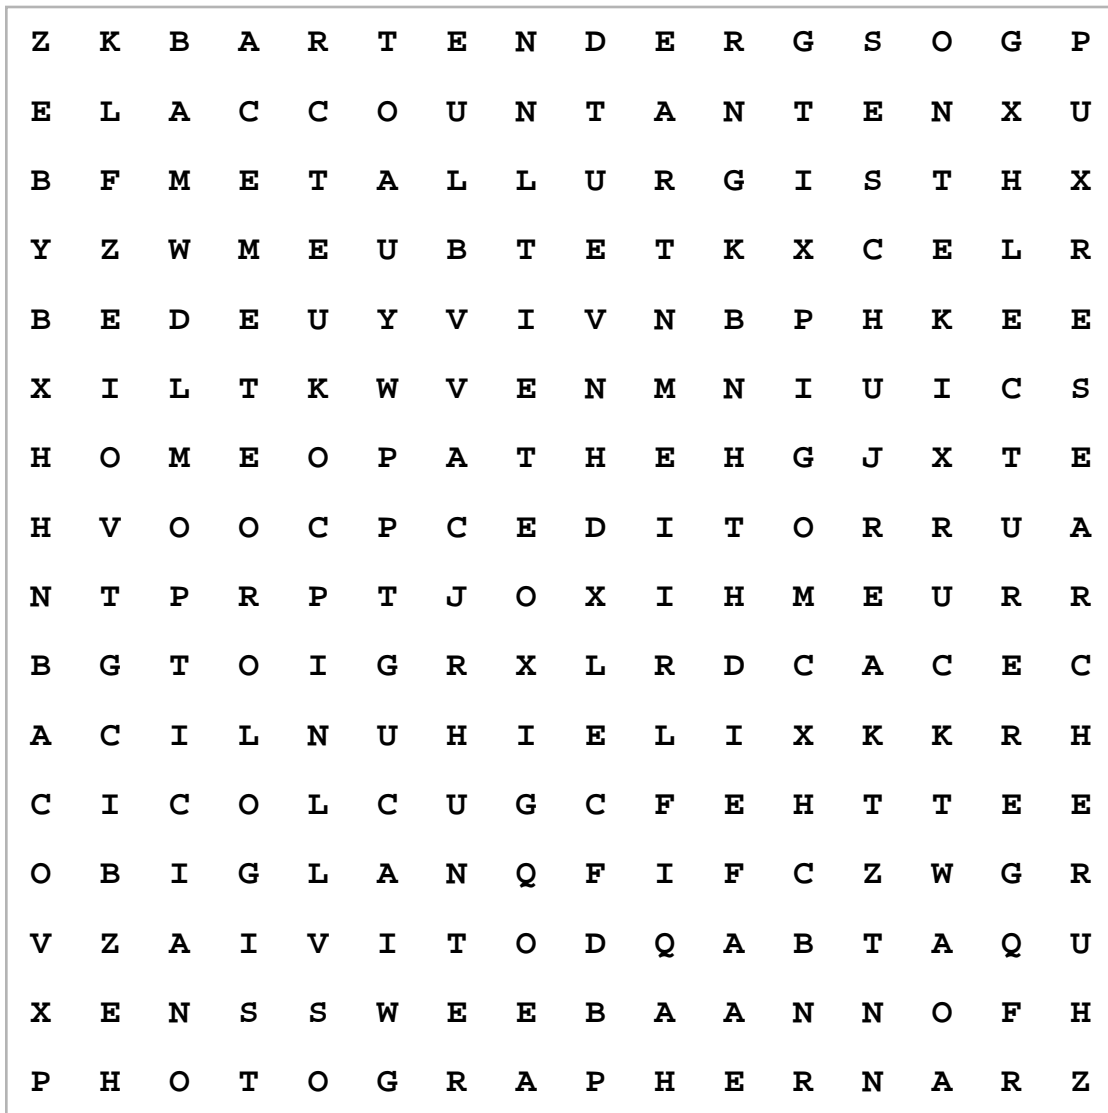 Z K B A R T E N D E R G S O G P
E L A C C O U N T A N T E N X U
B F M E T A L L U R G I S T H X
Y Z W M E U B T E T K X C E L R
B E D E U Y V I V N B P H K E E
X I L T K W V E N M N I U I C S
H O M E O P A T H E H G J X T E
H V O O C P C E D I T O R R U A
N T P R P T J O X I H M E U R R
B G T O I G R X L R D C A C E C
A C I L N U H I E L I X K K R H
C I C O L C U G C F E H T T E E
O B I G L A N Q F I F C Z W G R
V Z A I V I T O D Q A B T A Q U
X E N S S W E E B A A N N O F H
P H O T O G R A P H E R N A R Z